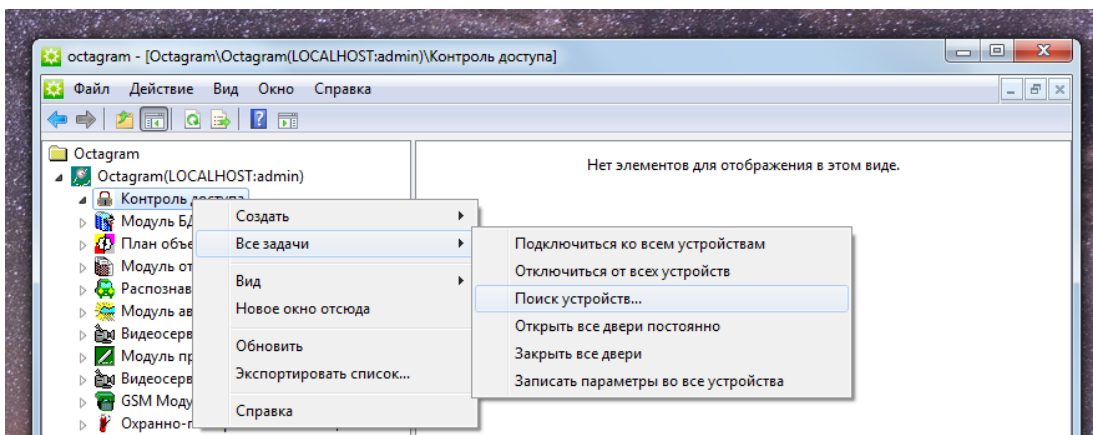 octagram - [Octagram\Octagram(LOCALHOST:admin)\Контроль доступа]
Файл Действие Вид Окно Справка
Octagram
Octagram(LOCALHOST:admin)
Контроль доступа
Модуль БД
План объе
Модуль от
Распознав
Модуль ав
Видеосерв
Модуль пр
Видеосерв
GSM Моду
Охранно-п
Нет элементов для отображения в этом виде.
Создать
Все задачи
Вид
Новое окно отсюда
Обновить
Экспортировать список...
Справка
Подключиться ко всем устройствам
Отключиться от всех устройств
Поиск устройств...
Открыть все двери постоянно
Закрыть все двери
Записать параметры во все устройства